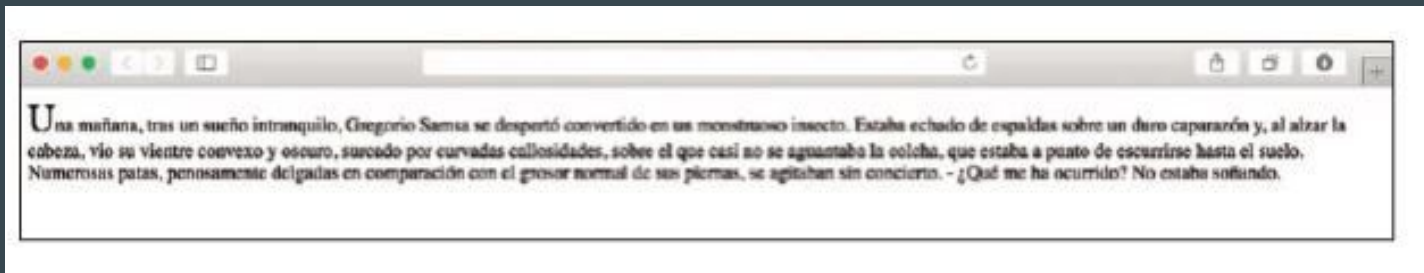 Una mañana, tras un sueño intranquilo, Gregorio Samsa se despertó convertido en un monstruoso insecto. Estaba echado de espaldas sobre un duro caparazón y, al alzar la
cabeza, vio su vientre convexo y oscuro, surcado por curvadas callosidades, sobre el que casi no se aguantaba la colcha, que estaba a punto de escurrirse hasta el suelo.
Numerosas patas, penosamente delgadas en comparación con el grosor normal de sus piernas, se agitaban sin concierto. - ¿Qué me ha ocurrido? No estaba soñando.